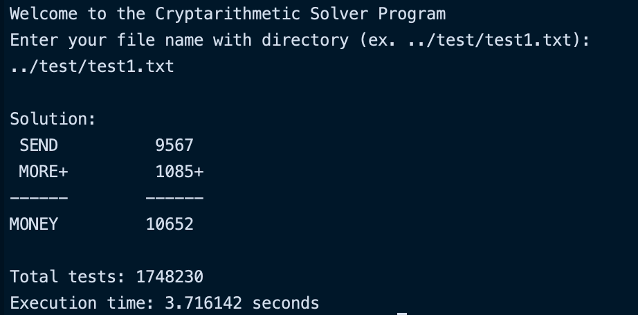 Welcome to the Cryptarithmetic Solver Program
Enter your file name with directory (ex. ../test/test1.txt):
../test/test1.txt

Solution:
 SEND          9567
 MORE+         1085+
------        ------
MONEY         10652

Total tests: 1748230
Execution time: 3.716142 seconds